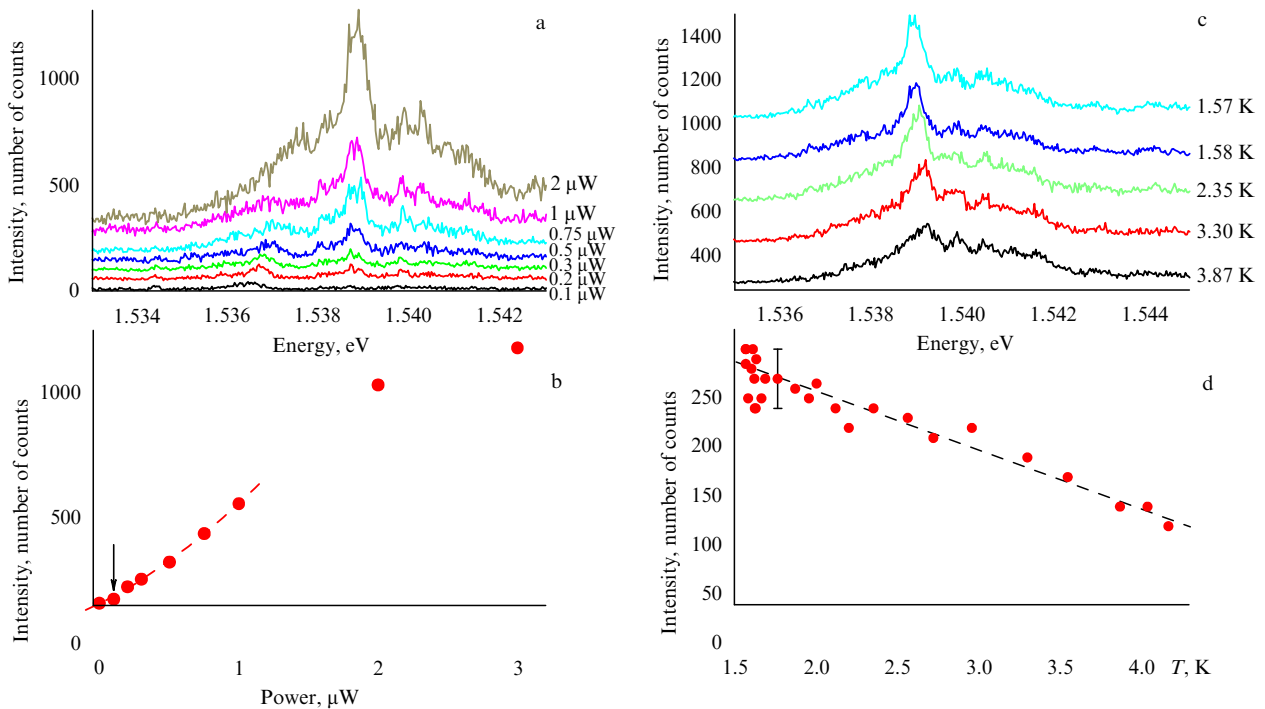 a
Intensity, number of counts
1000
500
0
2 µW
1 µW
0.75 µW
0.5 µW
0.3 µW
0.2 µW
0.1 µW
1.534
1.536
1.538
1.540
1.542
Energy, eV
c
Intensity, number of counts
1400
1200
1000
800
600
400
1.57 K
1.58 K
2.35 K
3.30 K
3.87 K
1.536
1.538
1.540
1.542
1.544
Energy, eV
b
Intensity, number of counts
1000
500
0
0
1
2
3
Power, µW
d
Intensity, number of counts
250
200
150
100
50
0
1.5
2.0
2.5
3.0
3.5
4.0
T, K